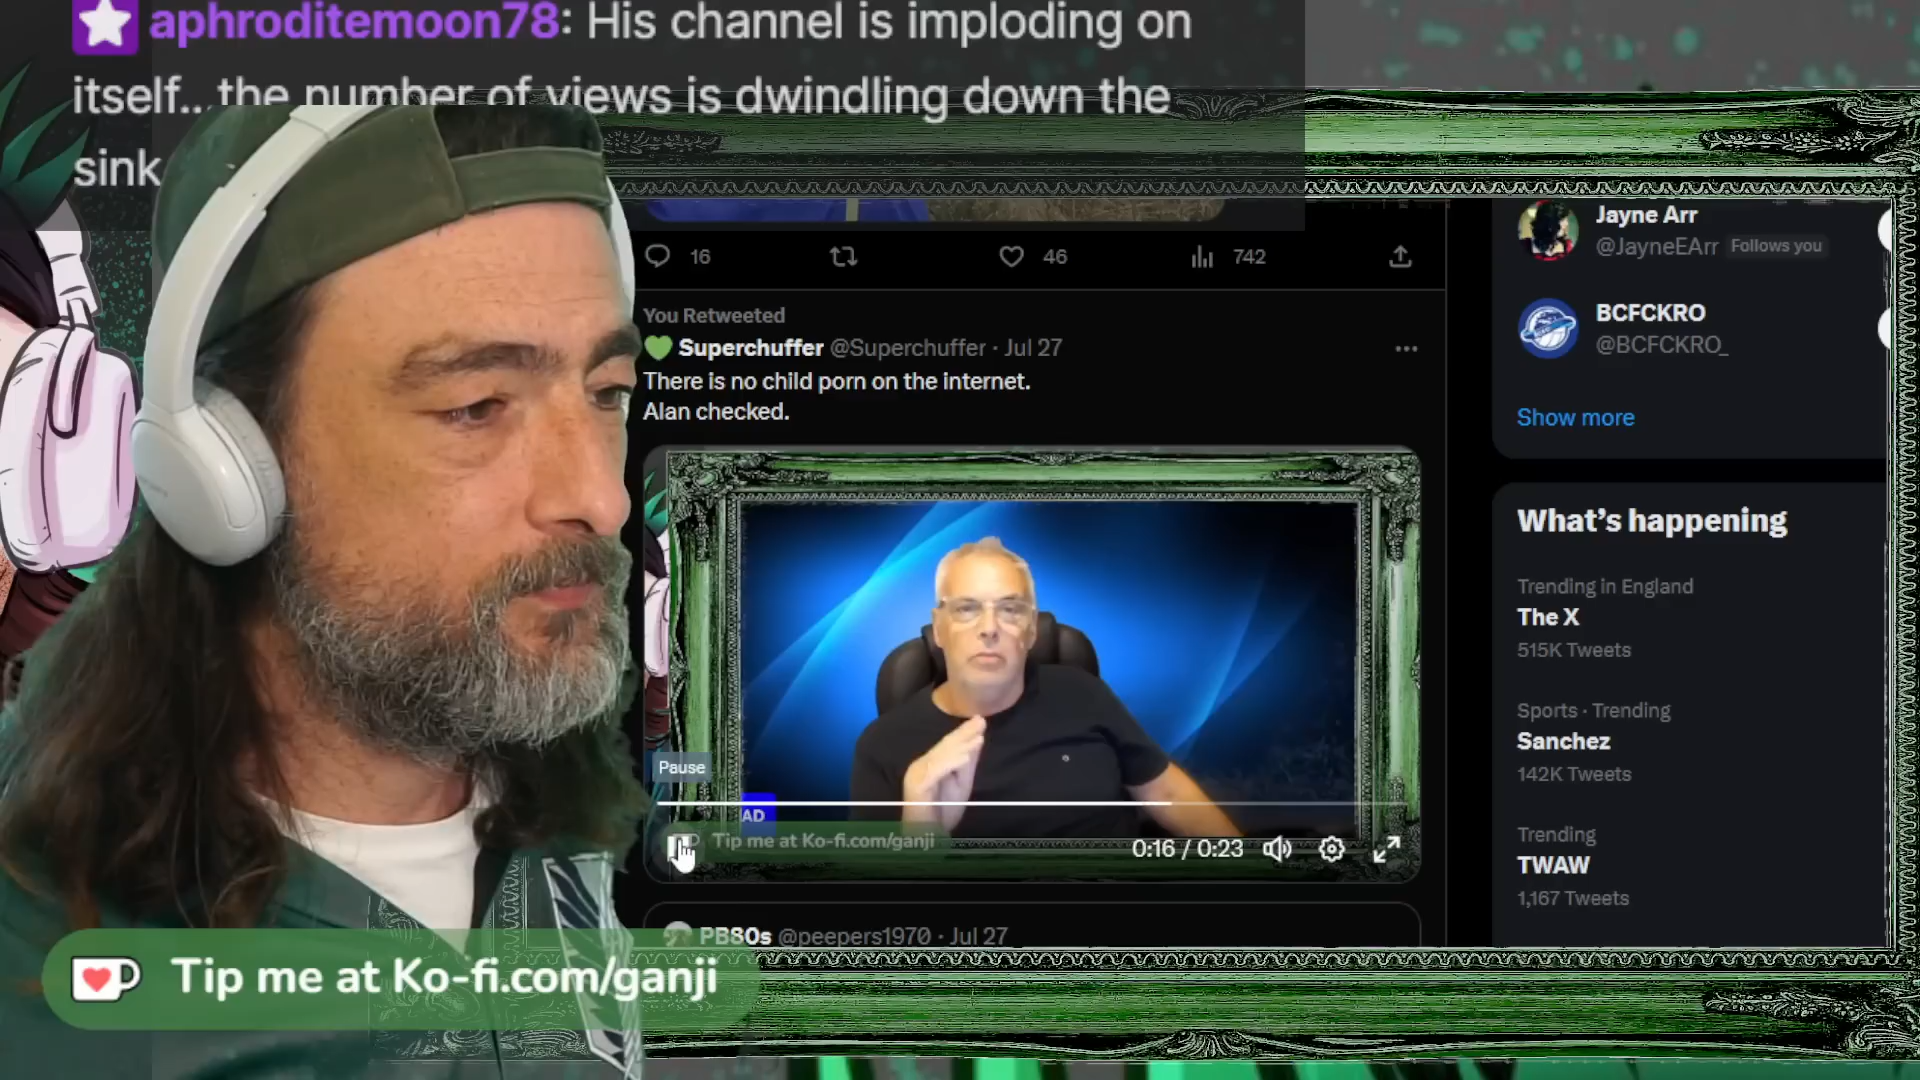 aphroditemoon78: His channel is imploding on
itself... the number of views is dwindling down the
sink
16
46
742
You Retweeted
Superchuffer @Superchuffer · Jul 27
There is no child porn on the internet.
Alan checked.
Pause
AD
Tip me at Ko-fi.com/ganji
0:16 / 0:23
PB80s @peepers1970 · Jul 27
Jayne Arr
@JayneEArr Follows you
BCFCKRO
@BCFCKRO_
Show more
What's happening
Trending in England
The X
515K Tweets
Sports · Trending
Sanchez
142K Tweets
Trending
TWAW
1,167 Tweets
Tip me at Ko-fi.com/ganji